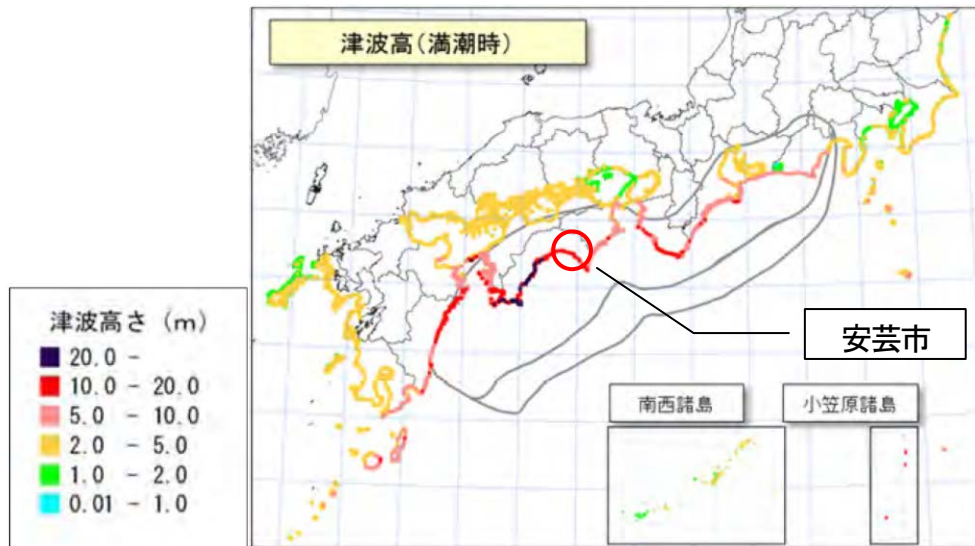 津波高(満潮時)
安芸市
津波高さ (m)
20.0 -
10.0 - 20.0
5.0 - 10.0
2.0 - 5.0
1.0 - 2.0
0.01 - 1.0
南西諸島
小笠原諸島